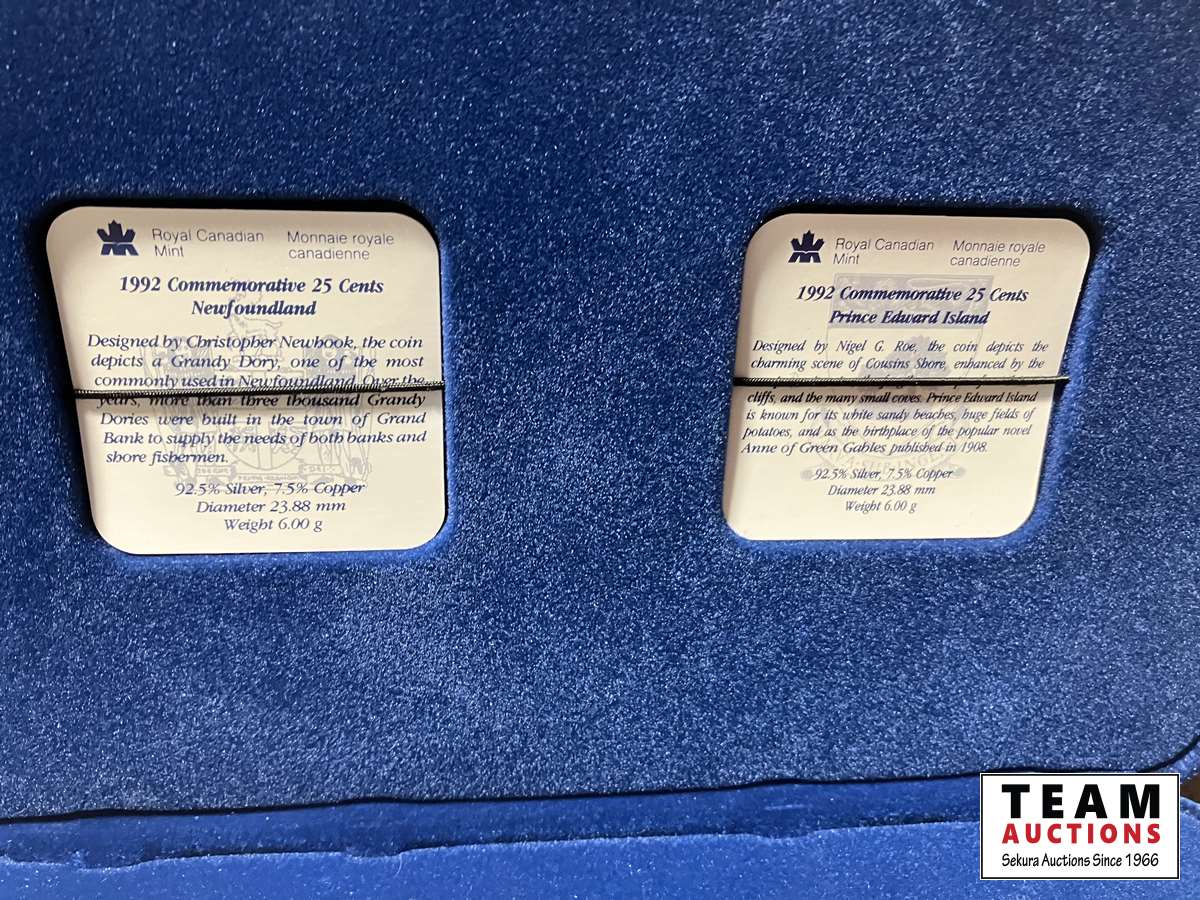 Royal Canadian Mint
Monnaie royale canadienne
1992 Commemorative 25 Cents
Newfoundland
Designed by Christopher Newhook, the coin
depicts a Grandy Dory, one of the most
commonly used in Newfoundland. Over the
years, more than three thousand Grandy
Dories were built in the town of Grand
Bank to supply the needs of both banks and
shore fishermen.
92.5% Silver, 7.5% Copper
Diameter 23.88 mm
Weight 6.00 g
Royal Canadian Mint
Monnaie royale canadienne
1992 Commemorative 25 Cents
Prince Edward Island
Designed by Nigel G. Roe, the coin depicts the
charming scene of Cousins Shore, enhanced by the
cliffs, and the many small coves. Prince Edward Island
is known for its white sandy beaches, huge fields of
potatoes, and as the birthplace of the popular novel
Anne of Green Gables published in 1908.
92.5% Silver, 7.5% Copper
Diameter 23.88 mm
Weight 6.00 g
TEAM
AUCTIONS
Sekura Auctions Since 1966